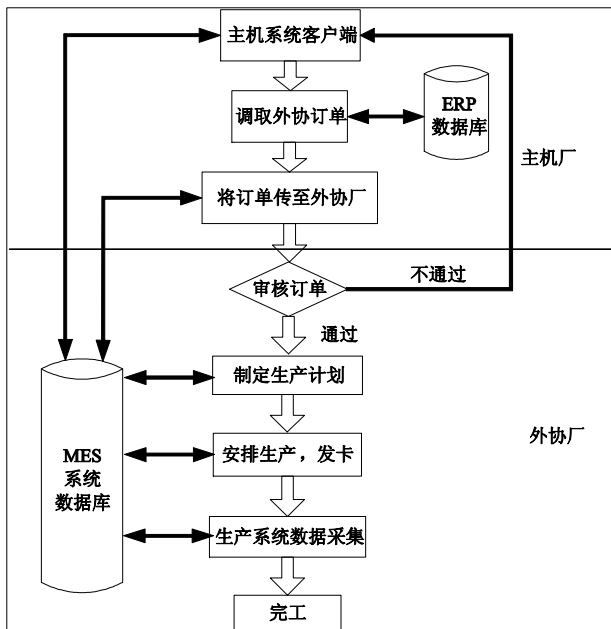 主机系统客户端
调取外协订单
ERP
数据库
主机厂
将订单传至外协厂
审核订单
不通过
通过
制定生产计划
外协厂
MES
系统
数据库
安排生产，发卡
生产系统数据采集
完工